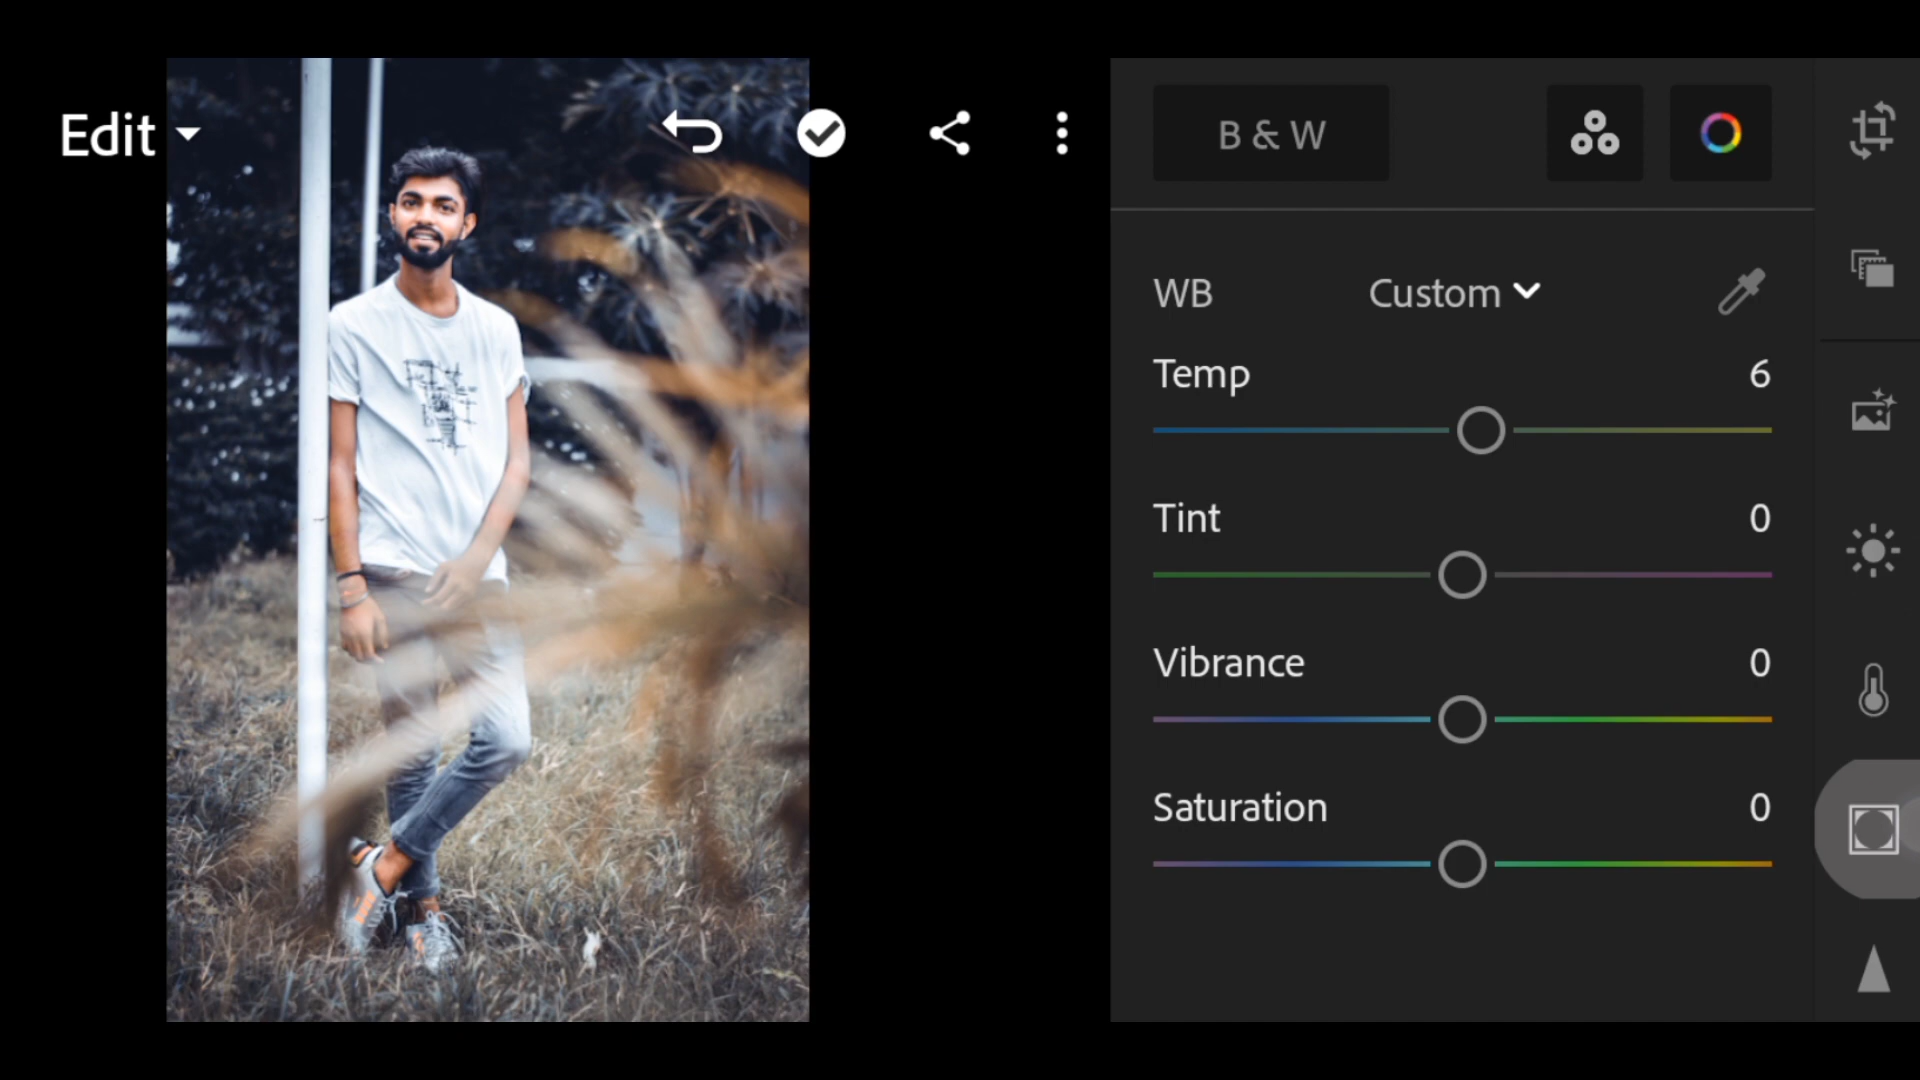 Edit
B & W
WB Custom
Temp 6
Tint 0
Vibrance 0
Saturation 0